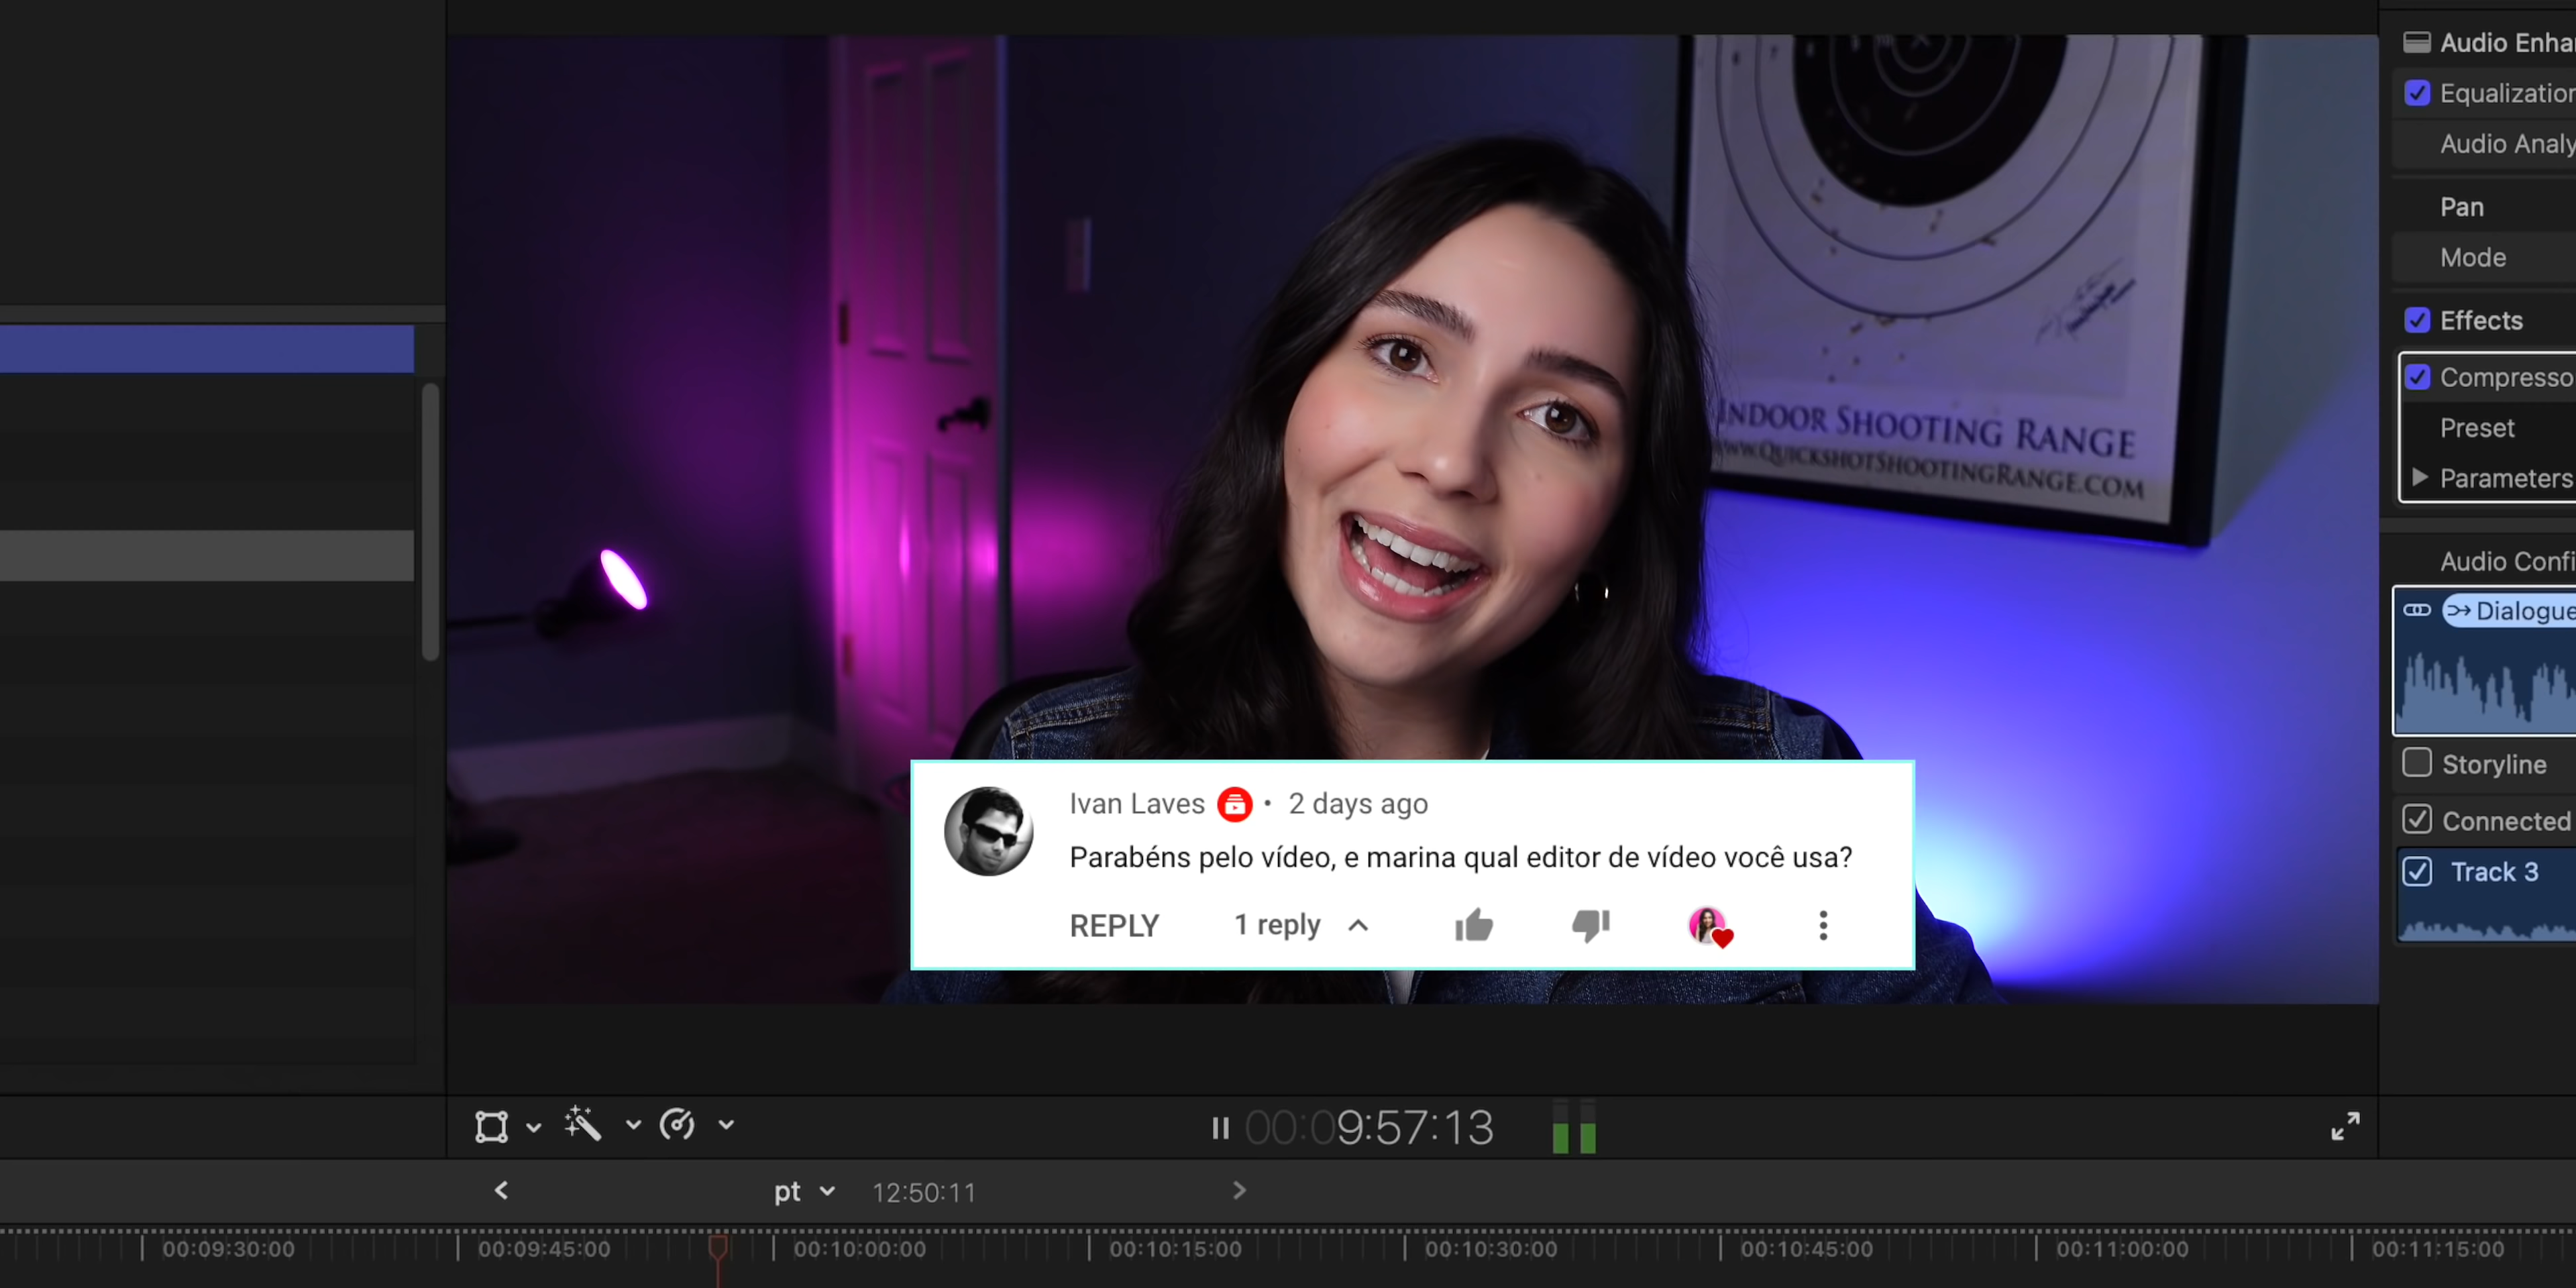 Audio Enha
Equalization
Audio Analy
Pan
Mode
Effects
Compresso
Preset
Parameters
Audio Confi
Dialogue
Storyline
Connected
Track 3
INDOOR SHOOTING RANGE
WWW.QUICKSHOTSHOOTINGRANGE.COM
Ivan Laves • 2 days ago
Parabéns pelo vídeo, e marina qual editor de vídeo você usa?
REPLY 1 reply
00:09:57:13
pt 12:50:11
00:09:30:00 00:09:45:00 00:10:00:00 00:10:15:00 00:10:30:00 00:10:45:00 00:11:00:00 00:11:15:00